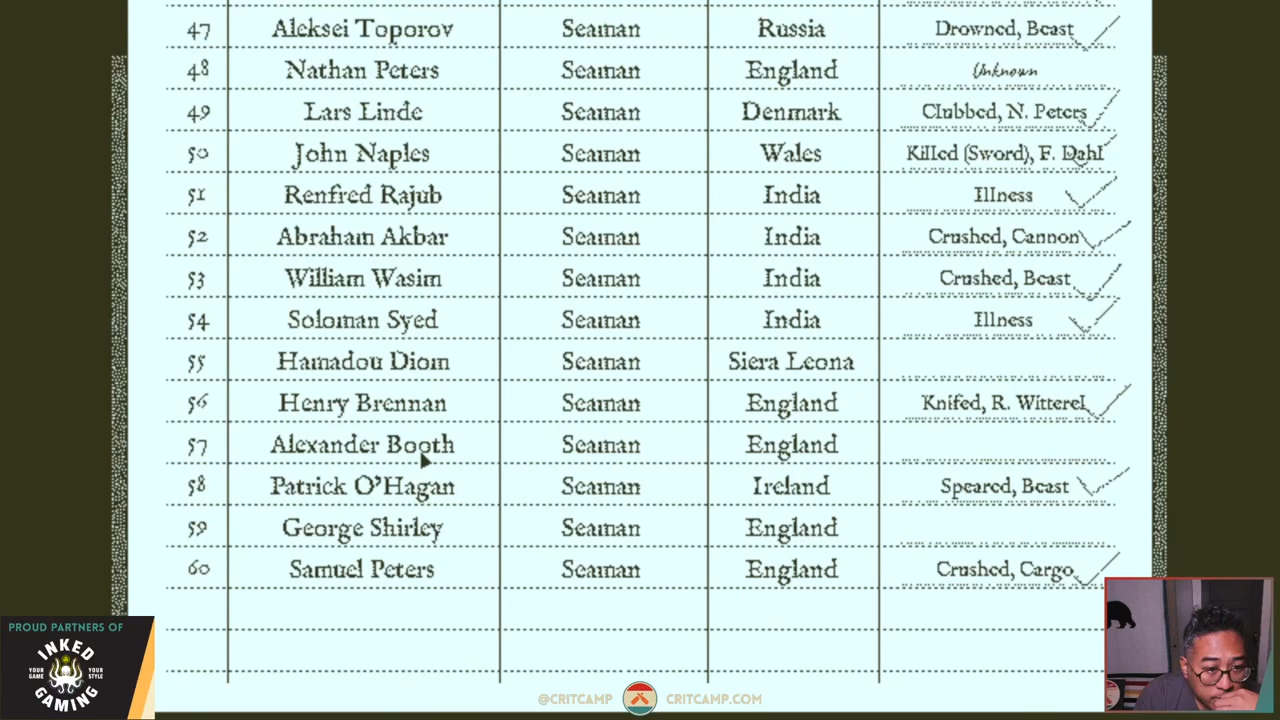 47 Aleksei Toporov Seaman Russia Drowned, Beast
48 Nathan Peters Seaman England Unknown
49 Lars Linde Seaman Denmark Clubbed, N. Peters
50 John Naples Seaman Wales Killed (Sword), F. Dahl
51 Renfred Rajub Seaman India Illness
52 Abraham Akbar Seaman India Crushed, Cannon
53 William Wasim Seaman India Crushed, Beast
54 Soloman Syed Seaman India Illness
55 Hamadou Diom Seaman Siera Leona
56 Henry Brennan Seaman England Knifed, R. Witterel
57 Alexander Booth Seaman England
58 Patrick O'Hagan Seaman Ireland Speared, Beast
59 George Shirley Seaman England
60 Samuel Peters Seaman England Crushed, Cargo
PROUD PARTNERS OF
INKED
YOUR GAME YOUR STYLE
GAMING
@CRITCAMP CRITCAMP.COM